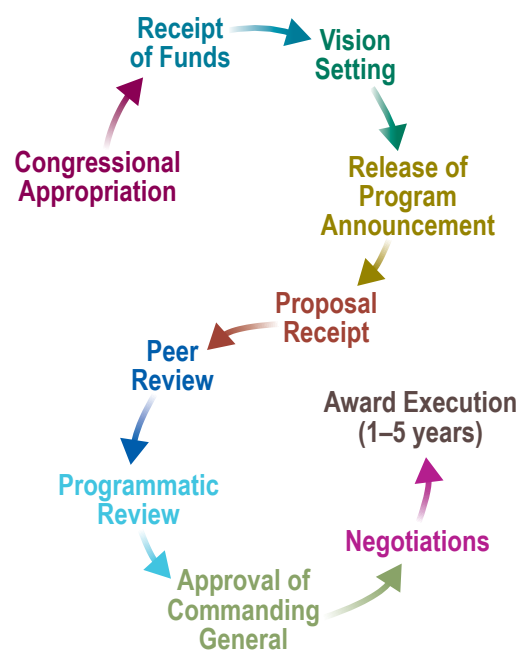 Receipt
of Funds
Vision
Setting
Congressional
Appropriation
Release of
Program
Announcement
Proposal
Receipt
Peer
Review
Programmatic
Review
Approval of
Commanding
General
Negotiations
Award Execution
(1–5 years)